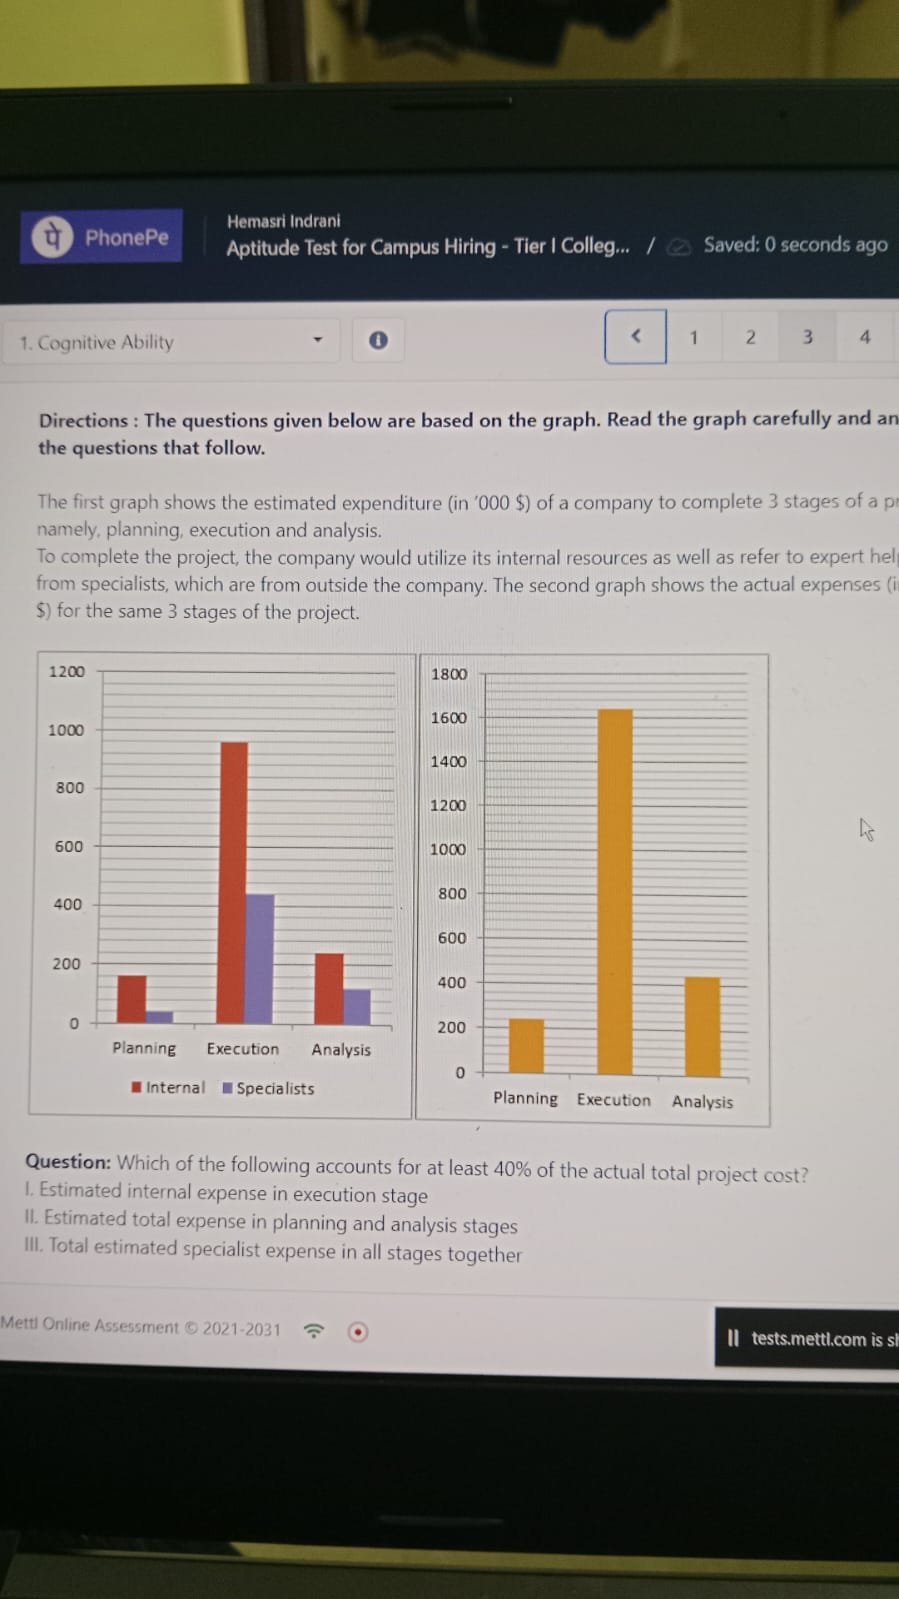 पे PhonePe
Hemasri Indrani
Aptitude Test for Campus Hiring - Tier I Colleg... / Saved: 0 seconds ago
1. Cognitive Ability
i
< 1 2 3 4
Directions : The questions given below are based on the graph. Read the graph carefully and an
the questions that follow.
The first graph shows the estimated expenditure (in '000 $) of a company to complete 3 stages of a p
namely, planning, execution and analysis.
To complete the project, the company would utilize its internal resources as well as refer to expert hel
from specialists, which are from outside the company. The second graph shows the actual expenses (i
$) for the same 3 stages of the project.
1200
1000
800
600
400
200
0
Planning Execution Analysis
Internal Specialists
1800
1600
1400
1200
1000
800
600
400
200
0
Planning Execution Analysis
Question: Which of the following accounts for at least 40% of the actual total project cost?
I. Estimated internal expense in execution stage
II. Estimated total expense in planning and analysis stages
III. Total estimated specialist expense in all stages together
Mettl Online Assessment © 2021-2031
tests.mettl.com is s